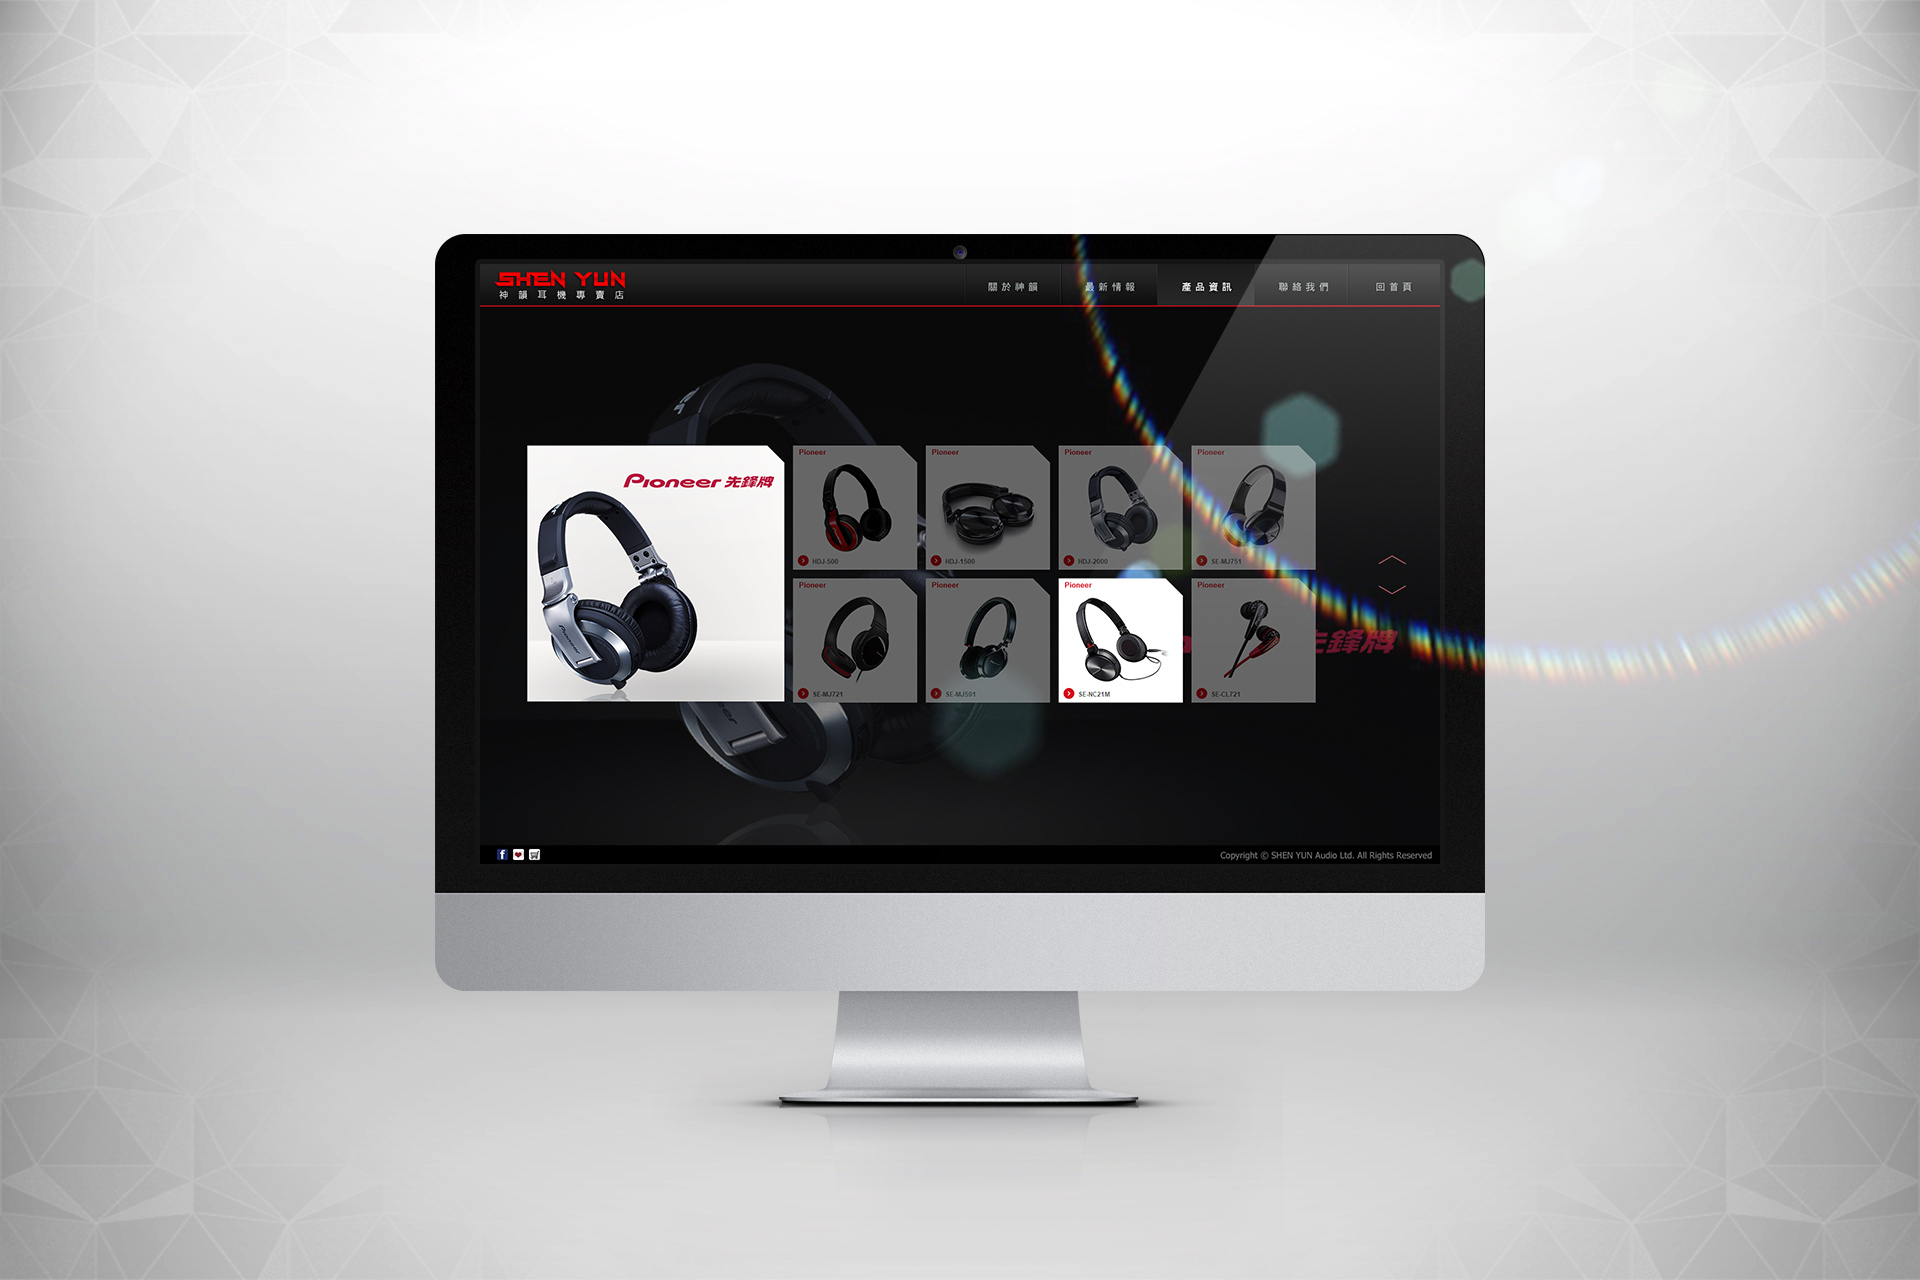 SHEN YUN
神韻耳機專賣店
關於神韻
最新情報
產品資訊
聯絡我們
回首頁
Pioneer 先鋒牌
Pioneer
HDJ-500
Pioneer
HDJ-1500
Pioneer
HDJ-2000
Pioneer
SE-MJ751
Pioneer
SE-MJ721
Pioneer
SE-MJ591
Pioneer
SE-NC21M
Pioneer
SE-CL721
Pioneer
先鋒牌
Copyright © SHEN YUN Audio Ltd. All Rights Reserved